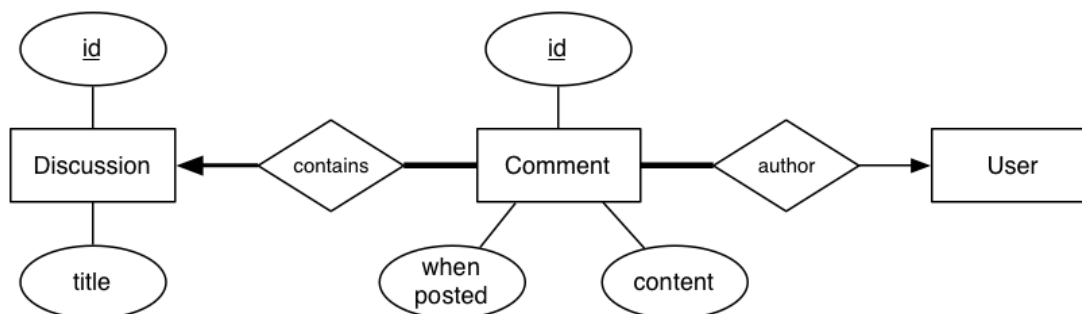 id
id
Discussion
contains
Comment
author
User
title
when
posted
content